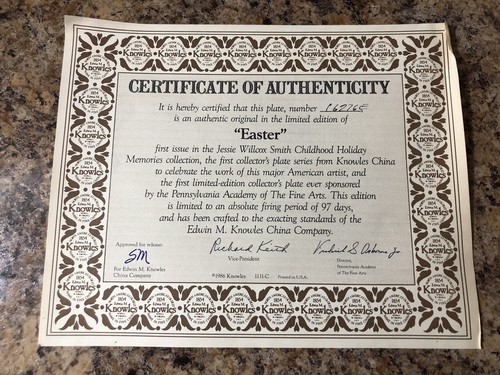 CERTIFICATE OF AUTHENTICITY
It is hereby certified that this plate, number
is an authentic original in the limited edition of
"Easter"
first issue in the Jessie Willcox Smith Childhood Holiday
Memories collection, the first collector's plate series from Knowles China
to celebrate the work of this major American artist, and
the first limited-edition collector's plate ever sponsored
by the Pennsylvania Academy of The Fine Arts. This edition
is limited to an absolute firing period of 97 days,
and has been crafted to the exacting standards of the
Edwin M. Knowles China Company.
Approved for release:
SM
For Edwin M. Knowles
China Company
Richard Keith
Vice-President
©1986 Knowles
Printed in U.S.A.
Director,
Pennsylvania Academy
of The Fine Arts